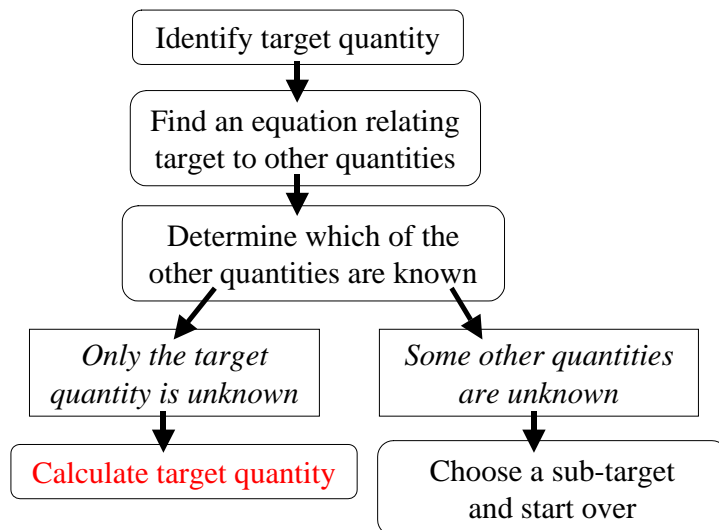 Identify target quantity
Find an equation relating
target to other quantities
Determine which of the
other quantities are known
Only the target
quantity is unknown
Some other quantities
are unknown
Calculate target quantity
Choose a sub-target
and start over